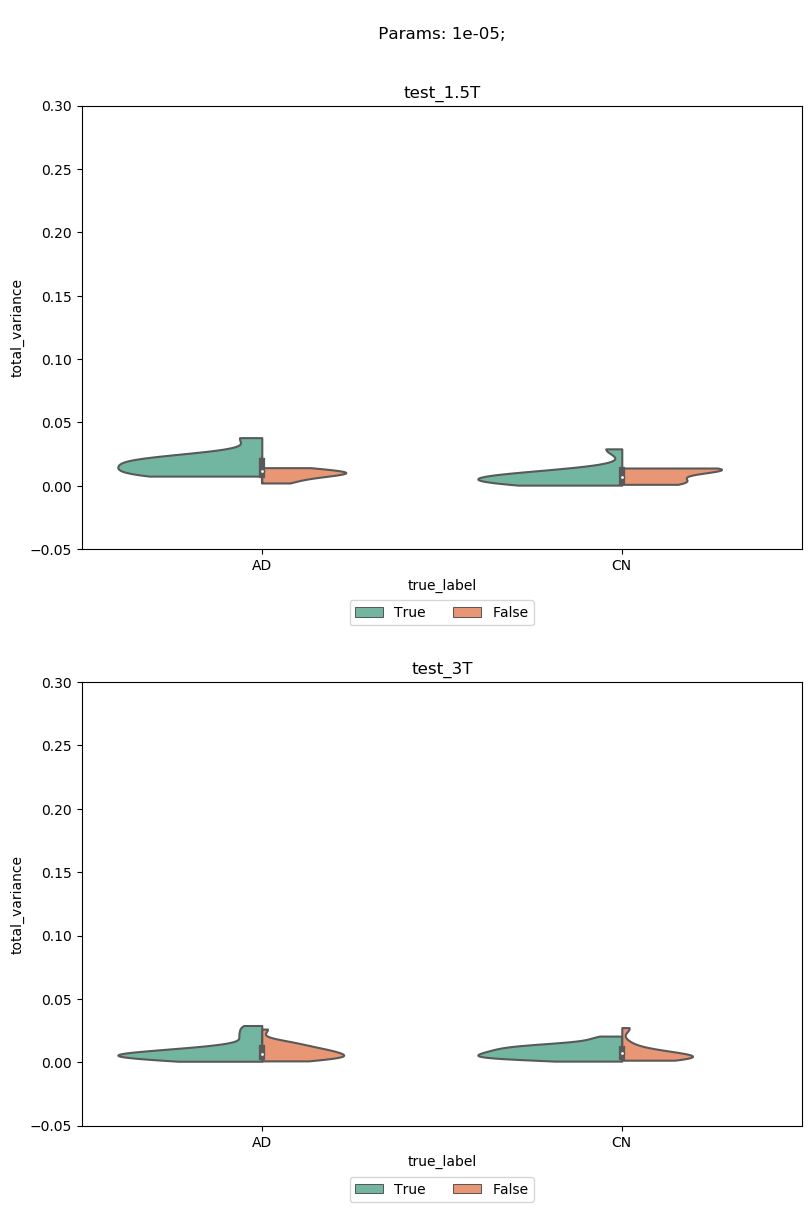 Params: 1e-05;
test_1.5T
0.30
0.25
0.20
0.15
0.10
0.05
0.00
−0.05
total_variance
AD CN
true_label
True False
test_3T
0.30
0.25
0.20
0.15
0.10
0.05
0.00
−0.05
total_variance
AD CN
true_label
True False